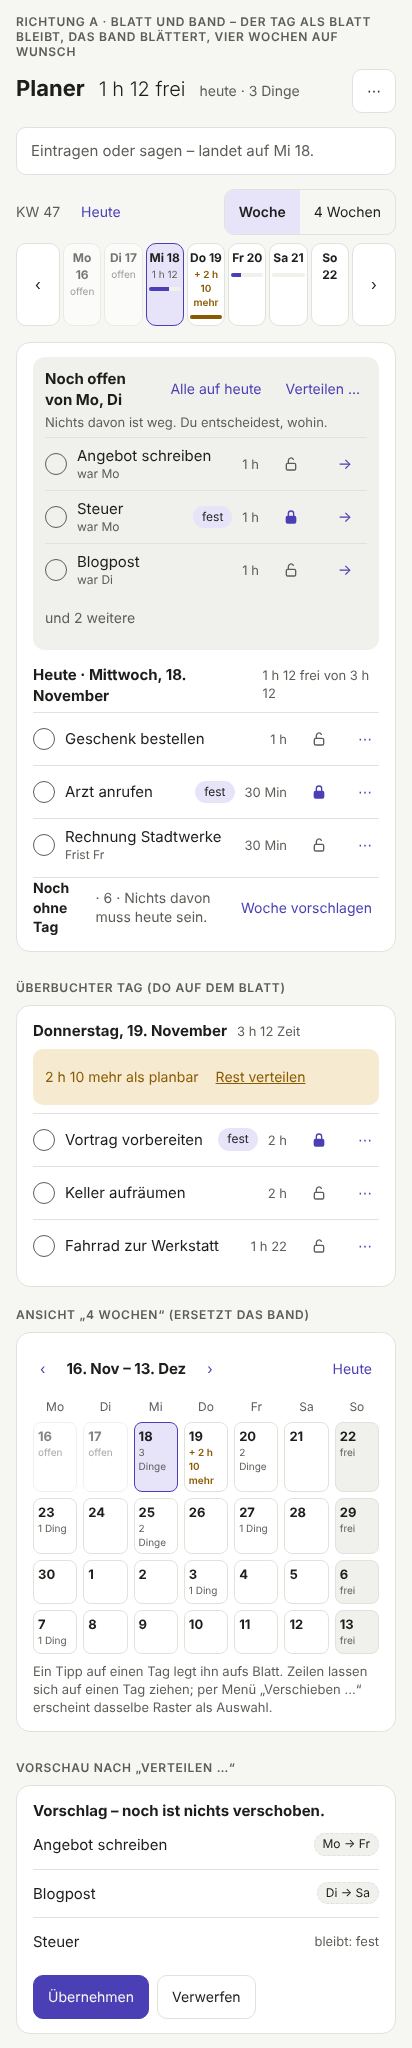 RICHTUNG A · BLATT UND BAND – DER TAG ALS BLATT
BLEIBT, DAS BAND BLÄTTERT, VIER WOCHEN AUF
WUNSCH
Planer 1 h 12 frei heute · 3 Dinge ...
Eintragen oder sagen – landet auf Mi 18.
KW 47 Heute Woche 4 Wochen
‹ Mo 16 offen Di 17 offen Mi 18 1 h 12 Do 19 + 2 h 10 mehr Fr 20 Sa 21 So 22 ›
Noch offen
von Mo, Di
Alle auf heute Verteilen ...
Nichts davon ist weg. Du entscheidest, wohin.
Angebot schreiben 1 h →
war Mo
Steuer fest 1 h →
war Mo
Blogpost 1 h →
war Di
und 2 weitere
Heute · Mittwoch, 18.
November
1 h 12 frei von 3 h
12
Geschenk bestellen 1 h ...
Arzt anrufen fest 30 Min ...
Rechnung Stadtwerke 30 Min ...
Frist Fr
Noch
ohne
Tag
· 6 · Nichts davon
muss heute sein.
Woche vorschlagen
ÜBERBUCHTER TAG (DO AUF DEM BLATT)
Donnerstag, 19. November 3 h 12 Zeit
2 h 10 mehr als planbar Rest verteilen
Vortrag vorbereiten fest 2 h ...
Keller aufräumen 2 h ...
Fahrrad zur Werkstatt 1 h 22 ...
ANSICHT „4 WOCHEN“ (ERSETZT DAS BAND)
‹ 16. Nov – 13. Dez › Heute
Mo Di Mi Do Fr Sa So
16 offen 17 offen 18 3 Dinge 19 + 2 h 10 mehr 20 2 Dinge 21 22 frei
23 1 Ding 24 25 2 Dinge 26 27 1 Ding 28 29 frei
30 1 2 3 1 Ding 4 5 6 frei
7 1 Ding 8 9 10 11 12 13 frei
Ein Tipp auf einen Tag legt ihn aufs Blatt. Zeilen lassen
sich auf einen Tag ziehen; per Menü „Verschieben ...“
erscheint dasselbe Raster als Auswahl.
VORSCHAU NACH „VERTEILEN ...“
Vorschlag – noch ist nichts verschoben.
Angebot schreiben Mo → Fr
Blogpost Di → Sa
Steuer bleibt: fest
Übernehmen Verwerfen